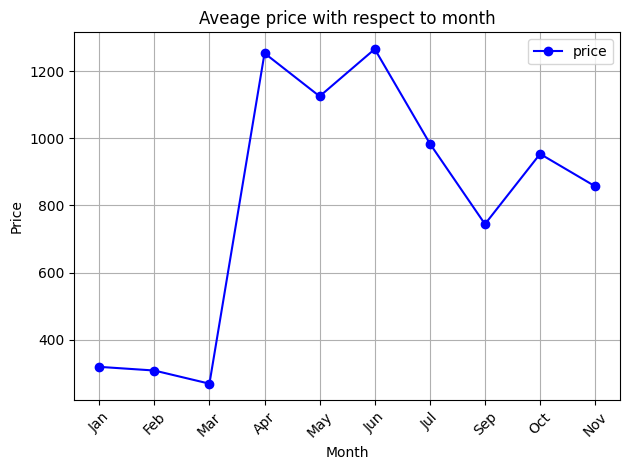 Aveage price with respect to month
price
Price
1200
1000
800
600
400
Jan
Feb
Mar
Apr
May
Jun
Jul
Sep
Oct
Nov
Month